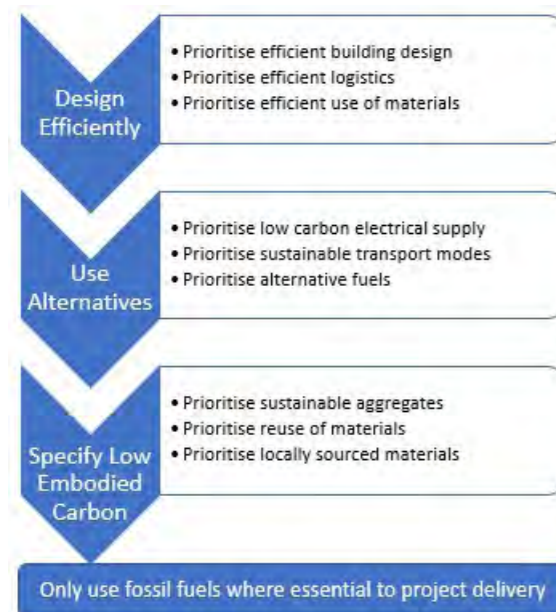 Design
Efficiently
• Prioritise efficient building design
• Prioritise efficient logistics
• Prioritise efficient use of materials
Use
Alternatives
• Prioritise low carbon electrical supply
• Prioritise sustainable transport modes
• Prioritise alternative fuels
Specify Low
Embodied
Carbon
• Prioritise sustainable aggregates
• Prioritise reuse of materials
• Prioritise locally sourced materials
Only use fossil fuels where essential to project delivery